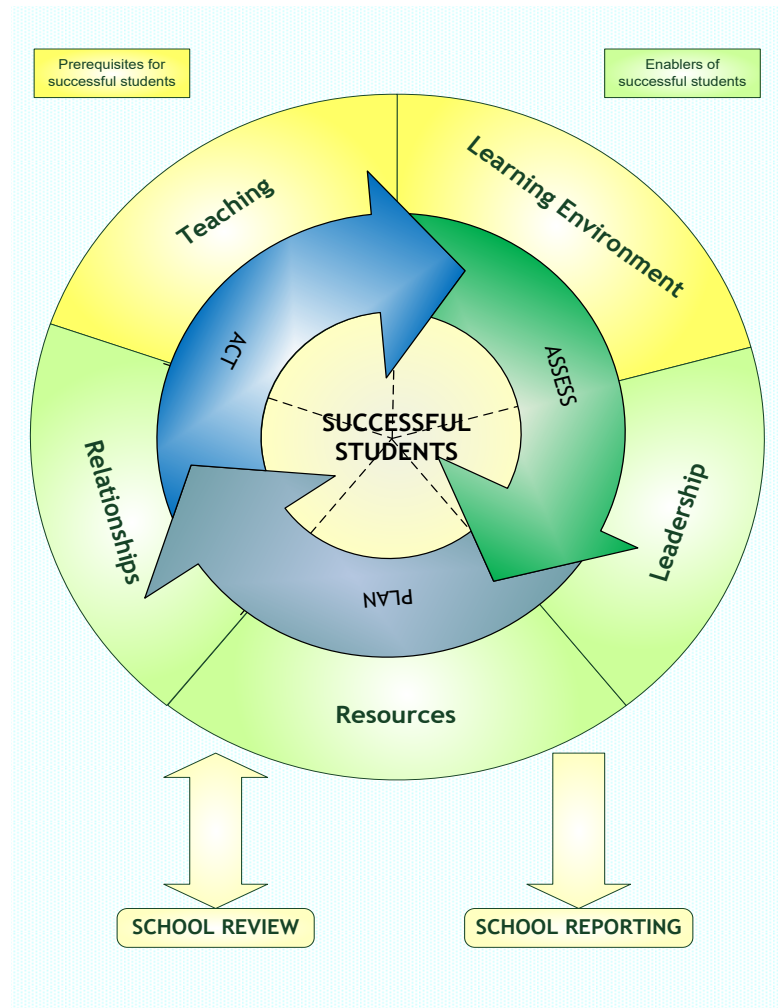 Prerequisites for
successful students
Enablers of
successful students
Teaching
Learning Environment
ACT
ASSESS
SUCCESSFUL
STUDENTS
Relationships
Leadership
PLAN
Resources
SCHOOL REVIEW
SCHOOL REPORTING